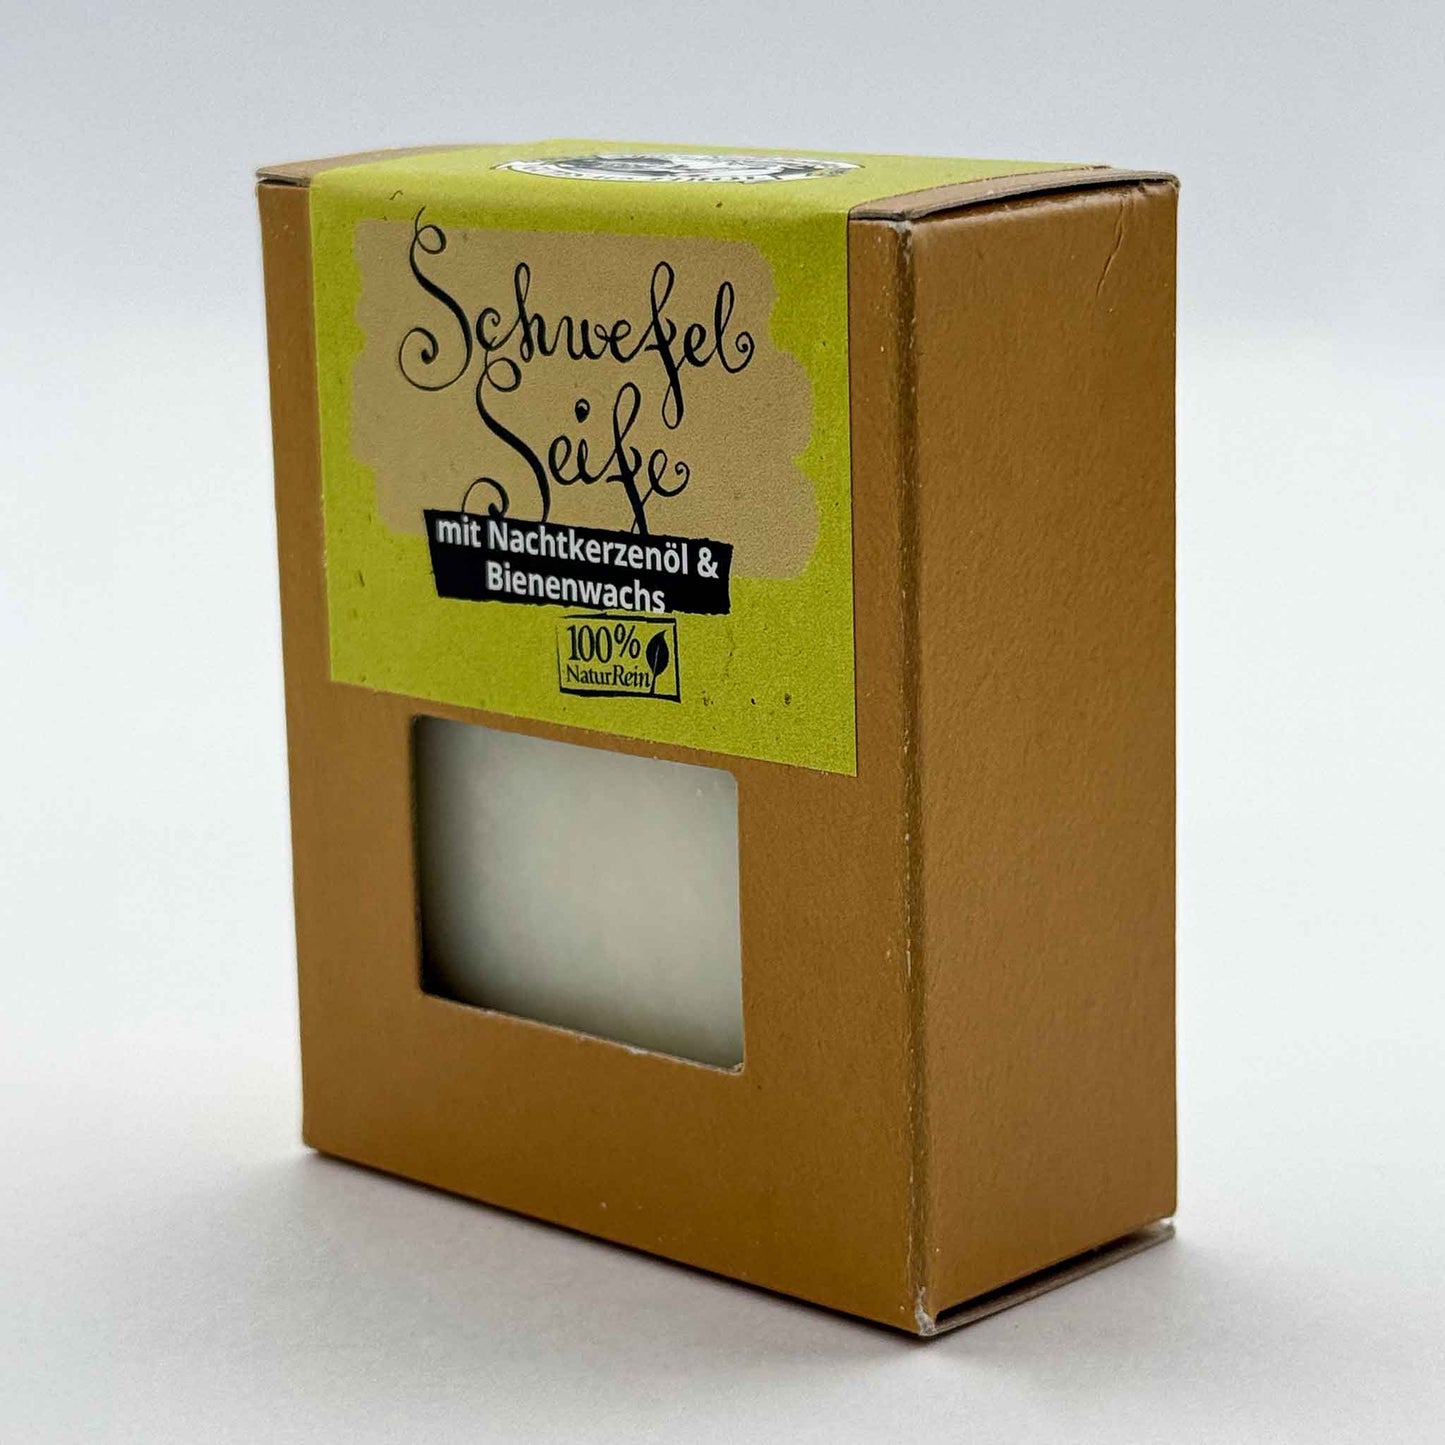 Schwefel
Seife
mit Nachtkerzenöl &
Bienenwachs
100%
NaturRein